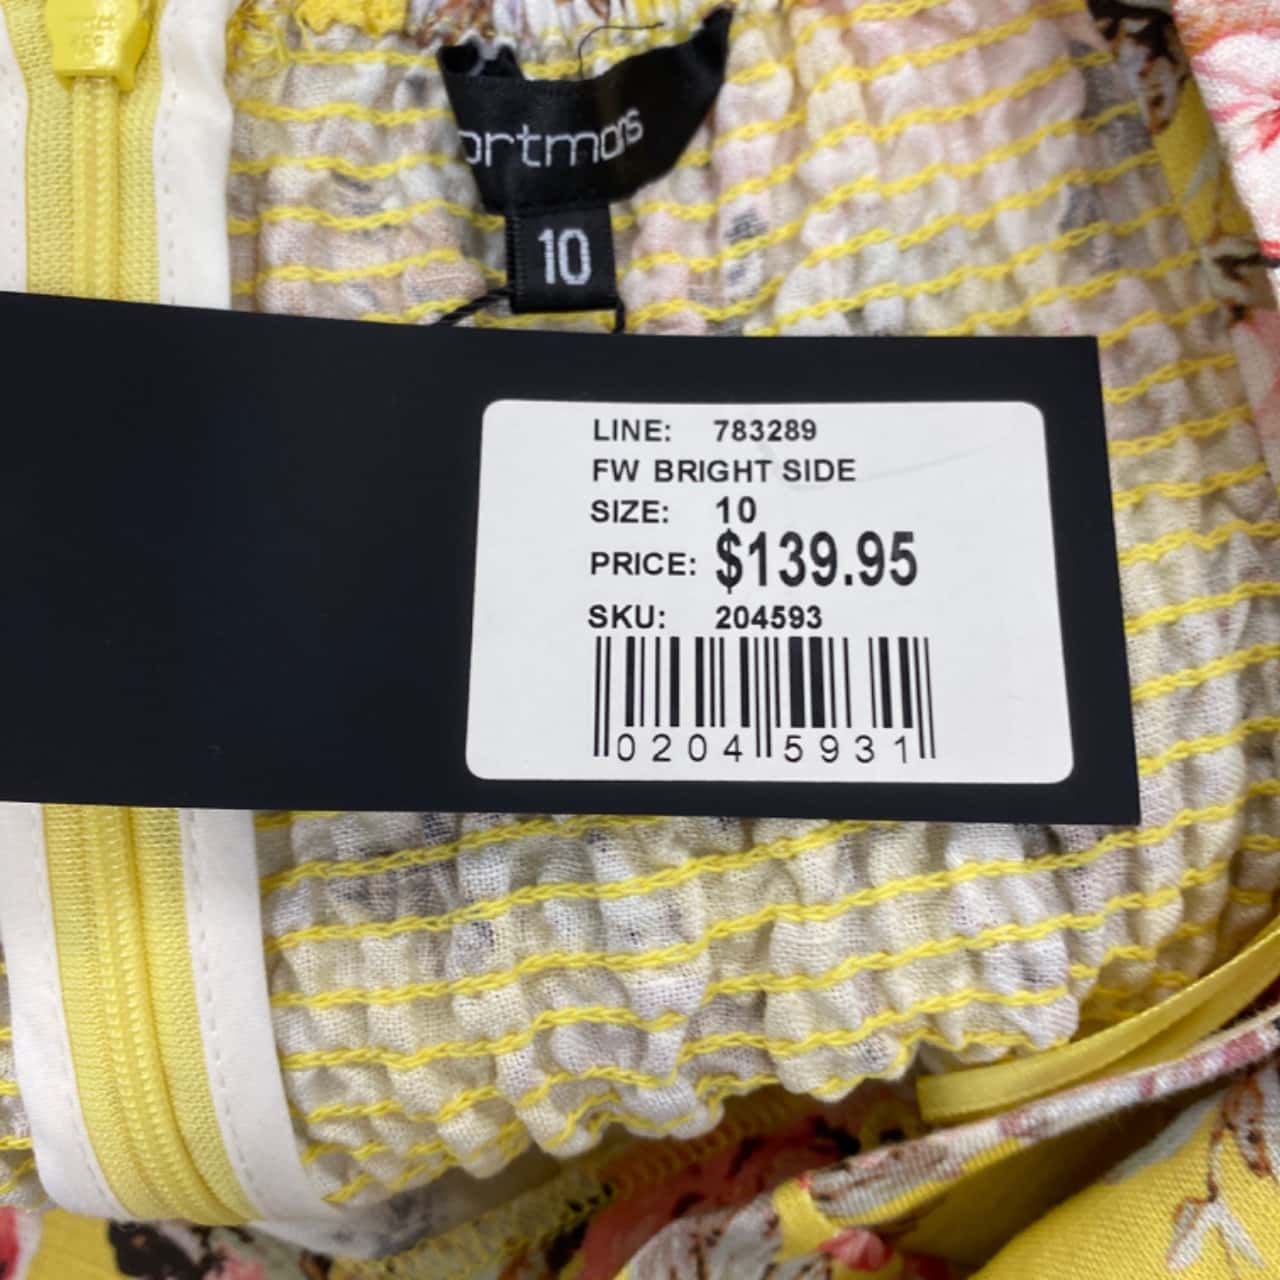 ortmans
10
LINE: 783289
FW BRIGHT SIDE
SIZE: 10
PRICE: $139.95
SKU: 204593
0204 5931